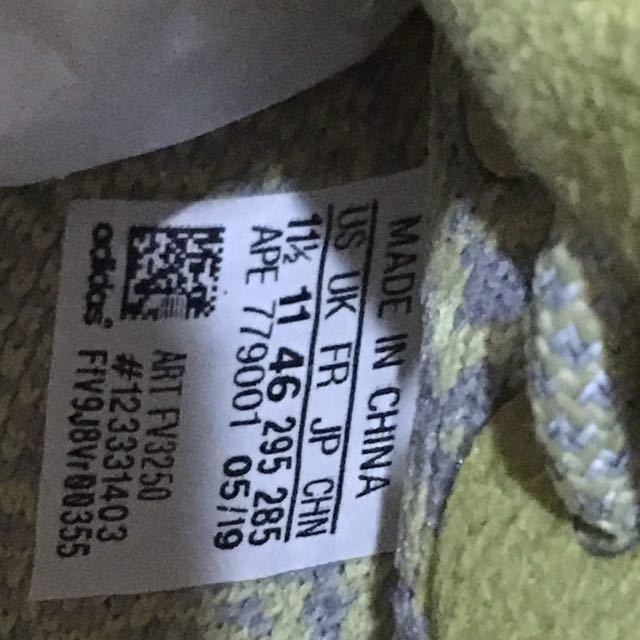 MADE IN CHINA
US UK FR JP CHN
11½ 11 46 295 285
APE 779001 05/19
adidas
ART FV3250
#123331403
F1V9J8Vr00355